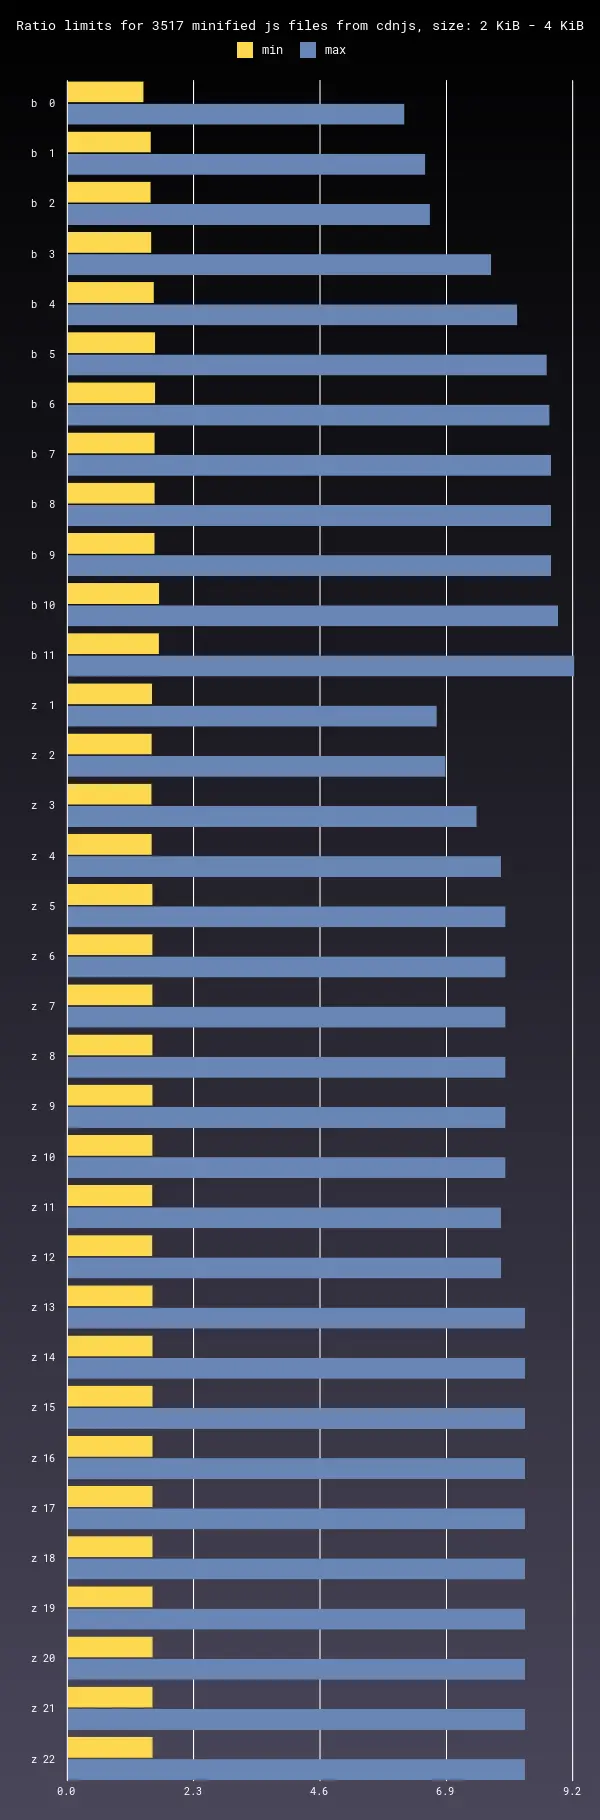 Ratio limits for 3517 minified js files from cdnjs, size: 2 KiB - 4 KiB
min max
b 0
b 1
b 2
b 3
b 4
b 5
b 6
b 7
b 8
b 9
b 10
b 11
z 1
z 2
z 3
z 4
z 5
z 6
z 7
z 8
z 9
z 10
z 11
z 12
z 13
z 14
z 15
z 16
z 17
z 18
z 19
z 20
z 21
z 22
0.0 2.3 4.6 6.9 9.2